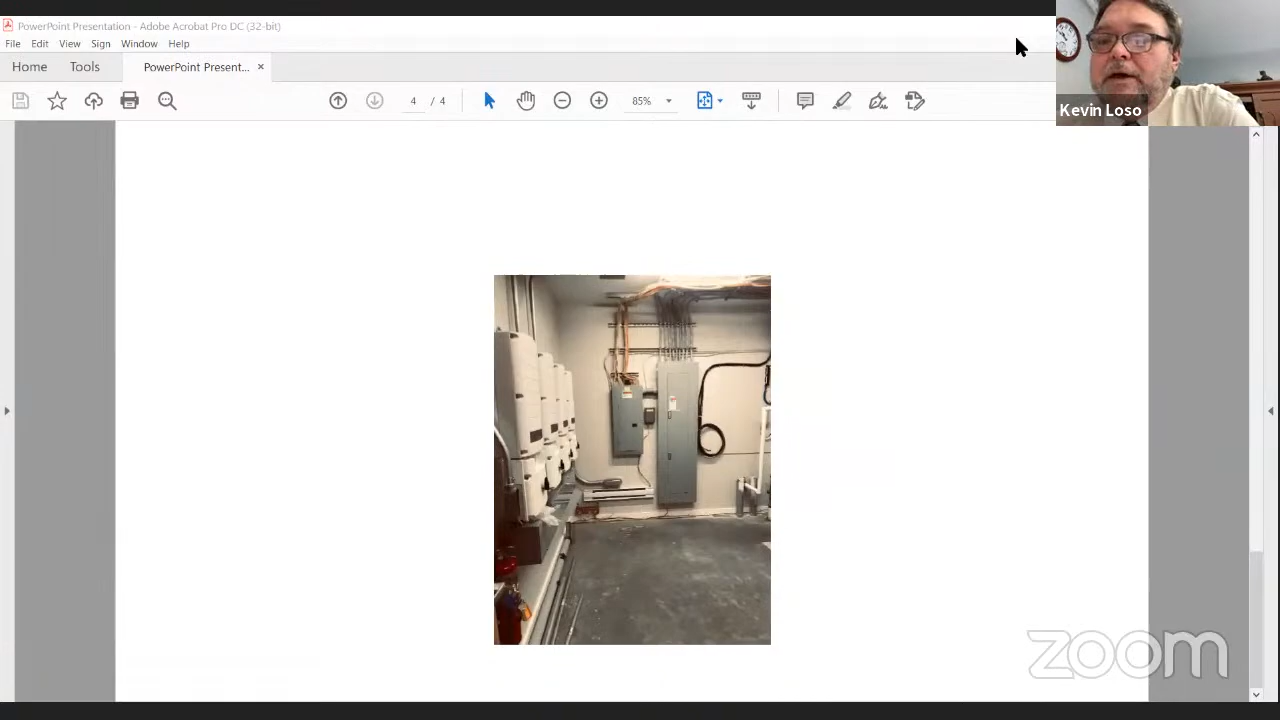 PowerPoint Presentation - Adobe Acrobat Pro DC (32-bit)
File Edit View Sign Window Help
Home Tools PowerPoint Present... ×
4 / 4 85%
Kevin Loso
zoom